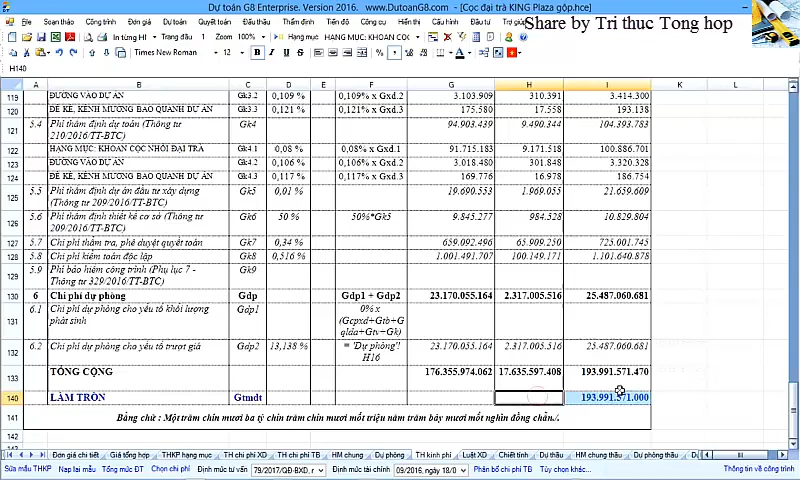 Dự toán G8 Enterprise. Version 2016. www.DutoanG8.com - [Cọc đại trà KING Plaza gộp.hce]
File Soạn thảo Công trình Đơn giá Dự toán Quyết toán Đấu thầu Thẩm định Tiến độ Công cụ Hiển thị Cấu hình Cửa sổ Đầu tư Trợ giúp
Share by Tri thuc Tong hop
In từng HM Trang đầu 1 Zoom 100% HẠNG MỤC: KHOAN CỌC
Times New Roman 12 B I U
H140
A B C D E F G H I K L
119 ĐƯỜNG VÀO DỰ ÁN Gk3.2 0,109 % 0,109% x Gxd.2 3.103.909 310.391 3.414.300
120 ĐÊ KÈ, KÊNH MƯƠNG BAO QUANH DỰ ÁN Gk3.3 0,121 % 0,121% x Gxd.3 175.580 17.558 193.138
121 5.4 Phí thẩm định dự toán (Thông tư 210/2016/TT-BTC) Gk4 94.903.439 9.490.344 104.393.783
122 HẠNG MỤC: KHOAN CỌC NHỒI ĐẠI TRÀ Gk4.1 0,08 % 0,08% x Gxd.1 91.715.183 9.171.518 100.886.701
123 ĐƯỜNG VÀO DỰ ÁN Gk4.2 0,106 % 0,106% x Gxd.2 3.018.480 301.848 3.320.328
124 ĐÊ KÈ, KÊNH MƯƠNG BAO QUANH DỰ ÁN Gk4.3 0,117 % 0,117% x Gxd.3 169.776 16.978 186.754
125 5.5 Phí thẩm định dự án đầu tư xây dựng (Thông tư 209/2016/TT-BTC) Gk5 0,01 % 19.690.553 1.969.055 21.659.609
126 5.6 Phí thẩm định thiết kế cơ sở (Thông tư 209/2016/TT-BTC) Gk6 50 % 50%*Gk5 9.845.277 984.528 10.829.804
127 5.7 Chi phí thẩm tra, phê duyệt quyết toán Gk7 0,34 % 659.092.496 65.909.250 725.001.745
128 5.8 Chi phí kiểm toán độc lập Gk8 0,516 % 1.001.491.707 100.149.171 1.101.640.878
129 5.9 Phí bảo hiểm công trình (Phụ lục 7 - Thông tư 329/2016/TT-BTC) Gk9
130 6 Chi phí dự phòng Gdp Gdp1 + Gdp2 23.170.055.164 2.317.005.516 25.487.060.681
131 6.1 Chi phí dự phòng cho yếu tố khối lượng phát sinh Gdp1 0% x (Gcpxd+Gtb+Gqlda+Gtv+Gk)
132 6.2 Chi phí dự phòng cho yếu tố trượt giá Gdp2 13,138 % = 'Dự phòng'!H16 23.170.055.164 2.317.005.516 25.487.060.681
133 TỔNG CỘNG 176.355.974.062 17.635.597.408 193.991.571.470
140 LÀM TRÒN Gtmdt 193.991.571.000
141 Bằng chữ : Một trăm chín mươi ba tỷ chín trăm chín mươi mốt triệu năm trăm bảy mươi mốt nghìn đồng chẵn./.
142
Đơn giá chi tiết Giá tổng hợp THKP hạng mục TH chi phí XD TH chi phí TB HM chung Dự phòng TH kinh phí Luật XD Chiết tính Dự thầu HM chung thầu Dự phòng thầu
Sửa mẫu THKP Nạp lại mẫu Tổng mức ĐT Chọn chi phí Định mức tư vấn 79/2017/QĐ-BXD, r Định mức tài chính 09/2016, ngày 18/0 Phân bổ chi phí TB Tùy chọn khác... Thông tin về công trình